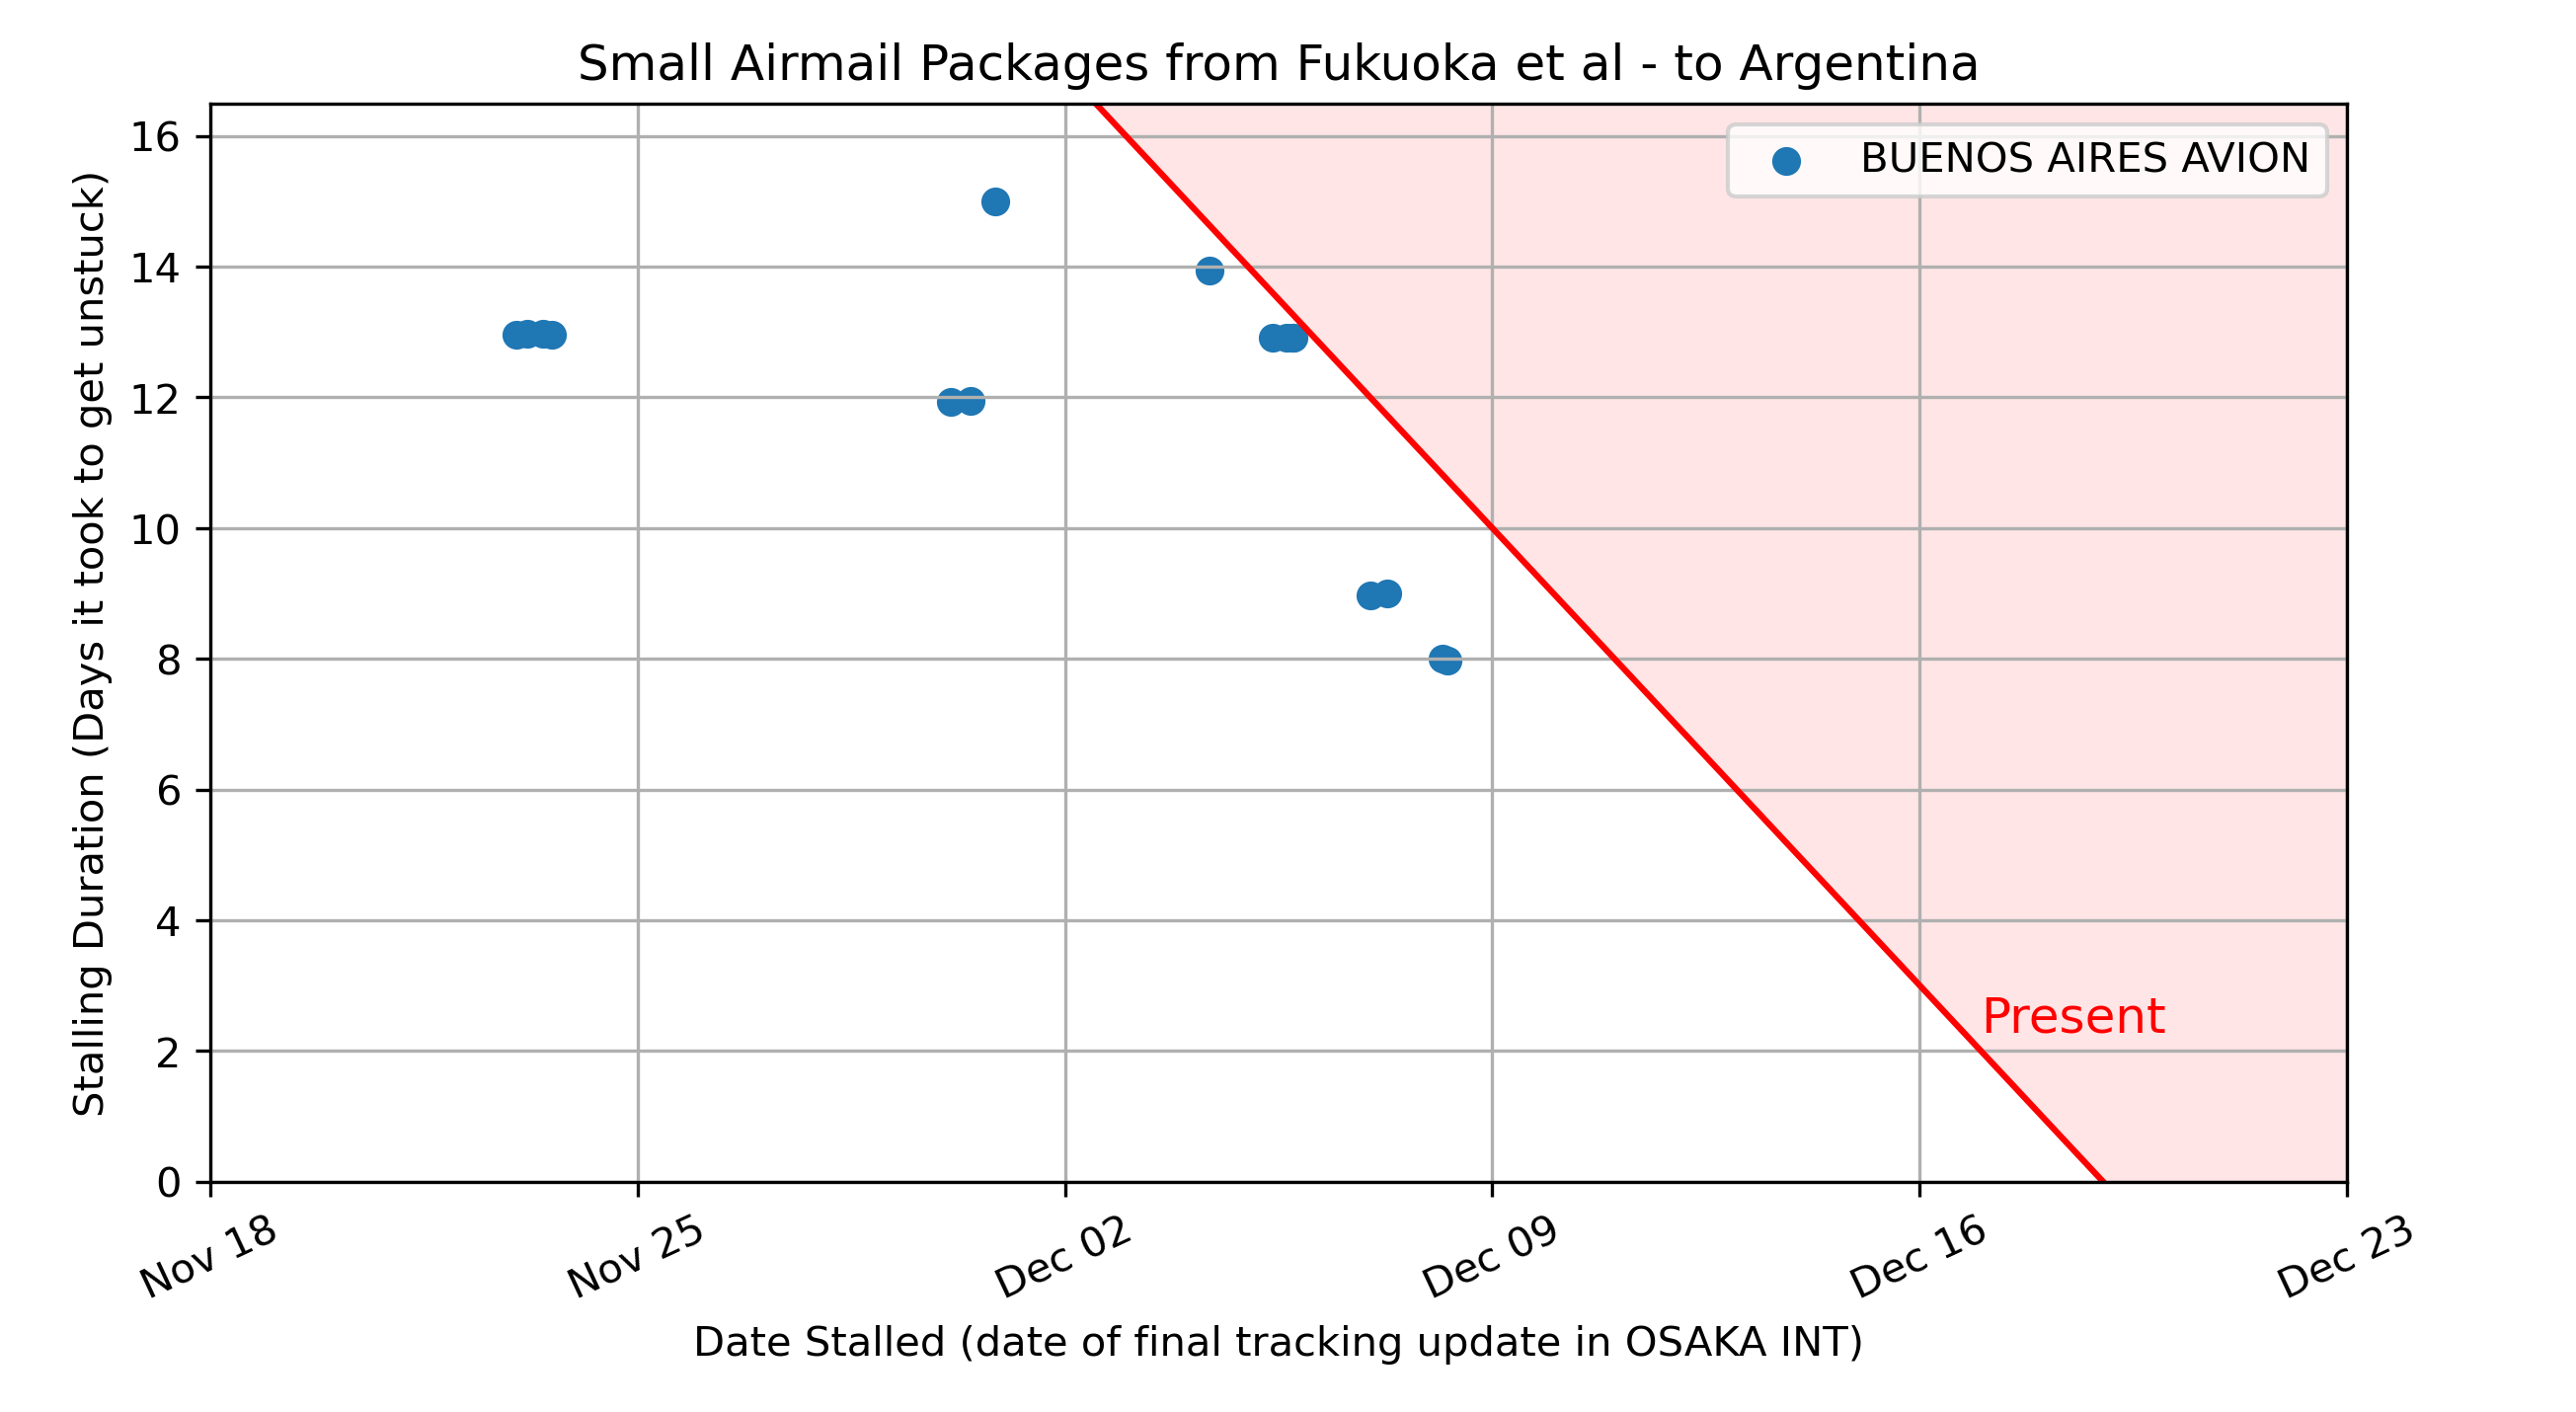 Small Airmail Packages from Fukuoka et al - to Argentina
BUENOS AIRES AVION
Stalling Duration (Days it took to get unstuck)
16
14
12
10
8
6
4
2
0
Present
Nov 18
Nov 25
Dec 02
Dec 09
Dec 16
Dec 23
Date Stalled (date of final tracking update in OSAKA INT)